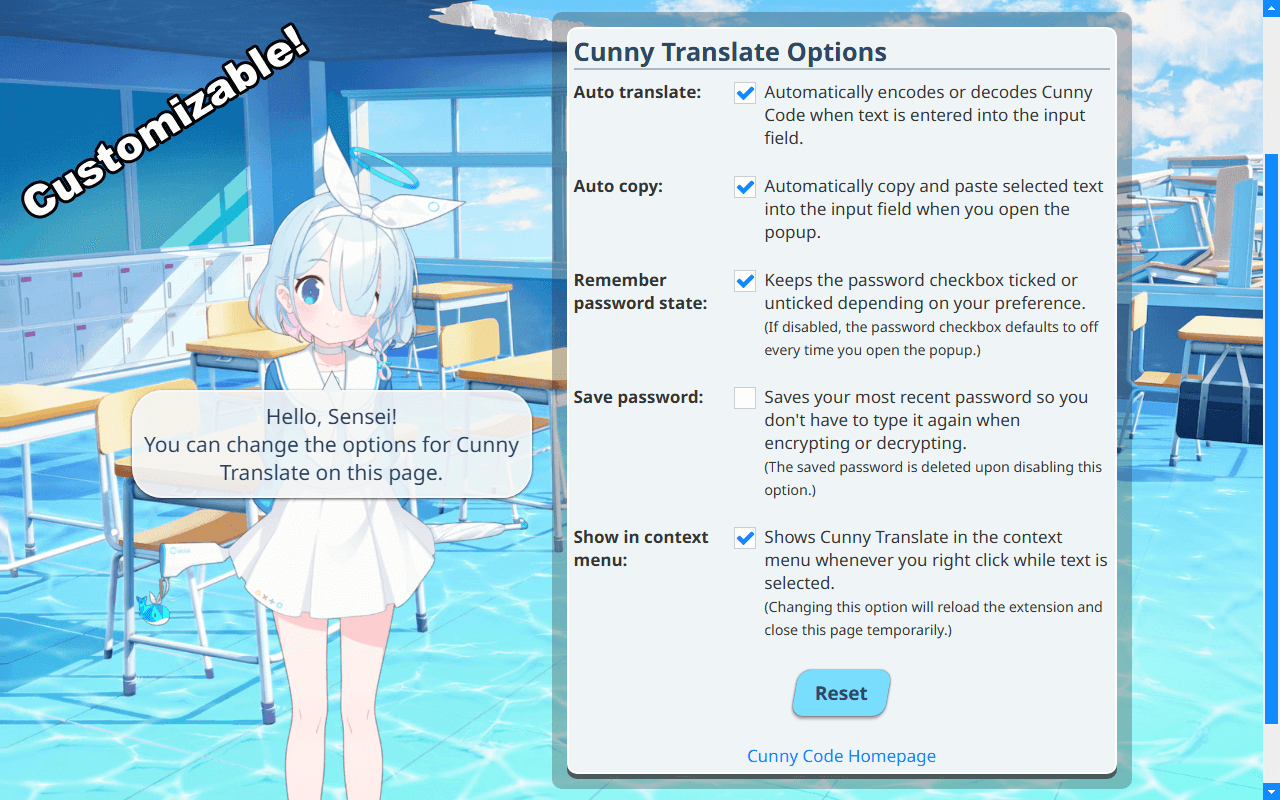 Customizable!
Hello, Sensei!
You can change the options for Cunny
Translate on this page.
Cunny Translate Options
Auto translate:
Automatically encodes or decodes Cunny
Code when text is entered into the input
field.
Auto copy:
Automatically copy and paste selected text
into the input field when you open the
popup.
Remember
password state:
Keeps the password checkbox ticked or
unticked depending on your preference.
(If disabled, the password checkbox defaults to off
every time you open the popup.)
Save password:
Saves your most recent password so you
don't have to type it again when
encrypting or decrypting.
(The saved password is deleted upon disabling this
option.)
Show in context
menu:
Shows Cunny Translate in the context
menu whenever you right click while text is
selected.
(Changing this option will reload the extension and
close this page temporarily.)
Reset
Cunny Code Homepage